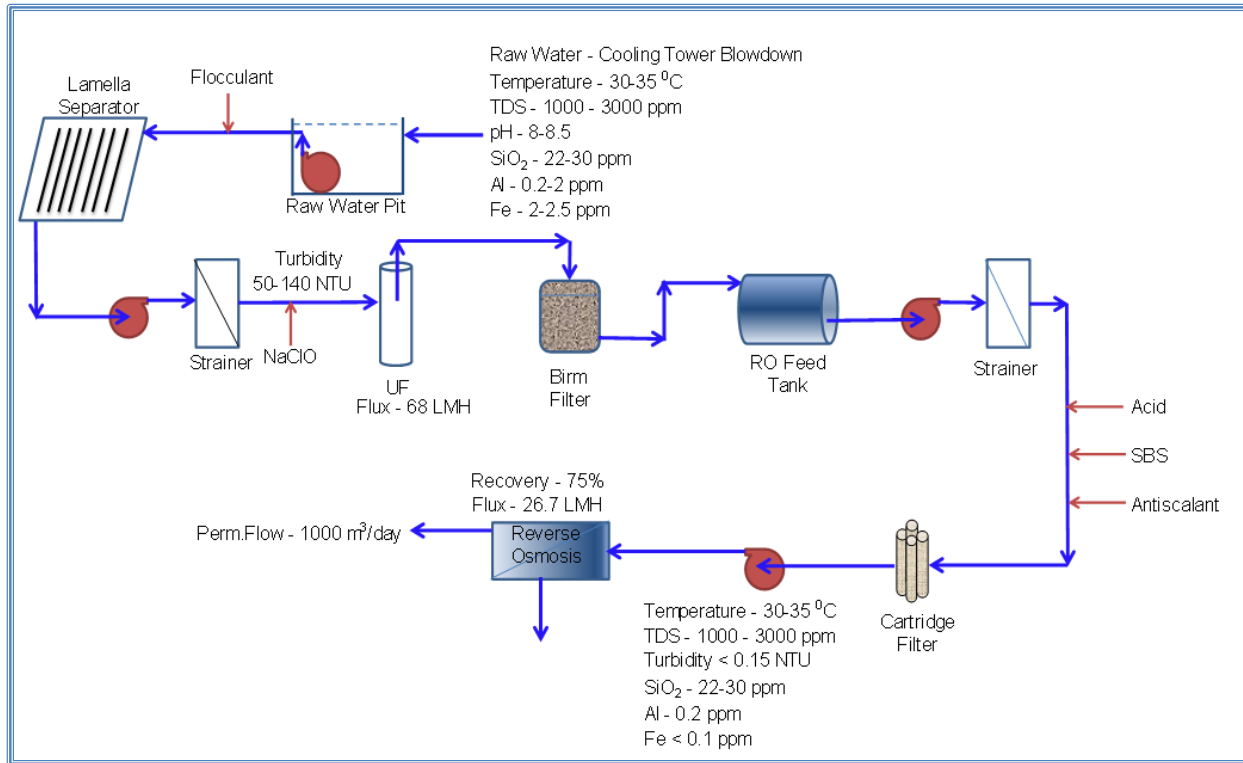 Raw Water - Cooling Tower Blowdown
Temperature - 30-35 ⁰C
TDS - 1000 - 3000 ppm
pH - 8-8.5
SiO₂ - 22-30 ppm
Al - 0.2-2 ppm
Fe - 2-2.5 ppm
Flocculant
Lamella
Separator
Raw Water Pit
Turbidity
50-140 NTU
Strainer
NaClO
UF
Flux - 68 LMH
Birm
Filter
RO Feed
Tank
Strainer
Acid
SBS
Antiscalant
Cartridge
Filter
Recovery - 75%
Flux - 26.7 LMH
Reverse
Osmosis
Perm.Flow - 1000 m³/day
Temperature - 30-35 ⁰C
TDS - 1000 - 3000 ppm
Turbidity < 0.15 NTU
SiO₂ - 22-30 ppm
Al - 0.2 ppm
Fe < 0.1 ppm